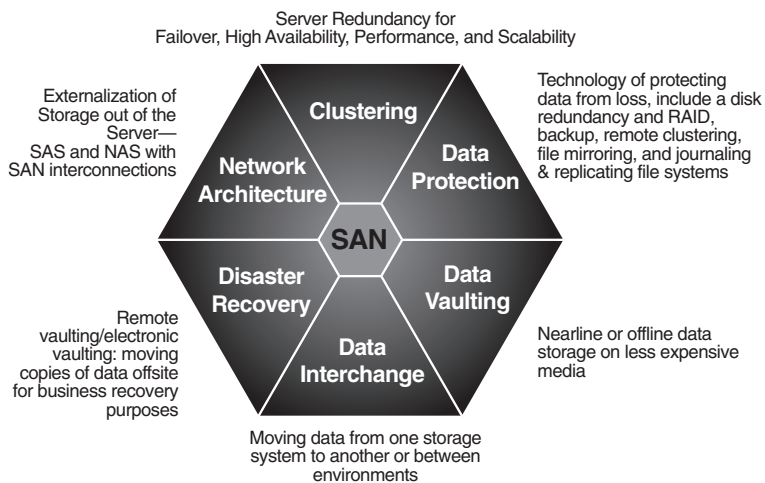 Server Redundancy for
Failover, High Availability, Performance, and Scalability
Externalization of
Storage out of the
Server—
SAS and NAS with
SAN interconnections
Clustering
Technology of protecting
data from loss, include a disk
redundancy and RAID,
backup, remote clustering,
file mirroring, and journaling
& replicating file systems
Network
Architecture
Data
Protection
SAN
Disaster
Recovery
Data
Vaulting
Remote
vaulting/electronic
vaulting: moving
copies of data offsite
for business recovery
purposes
Data
Interchange
Nearline or offline data
storage on less expensive
media
Moving data from one storage
system to another or between
environments